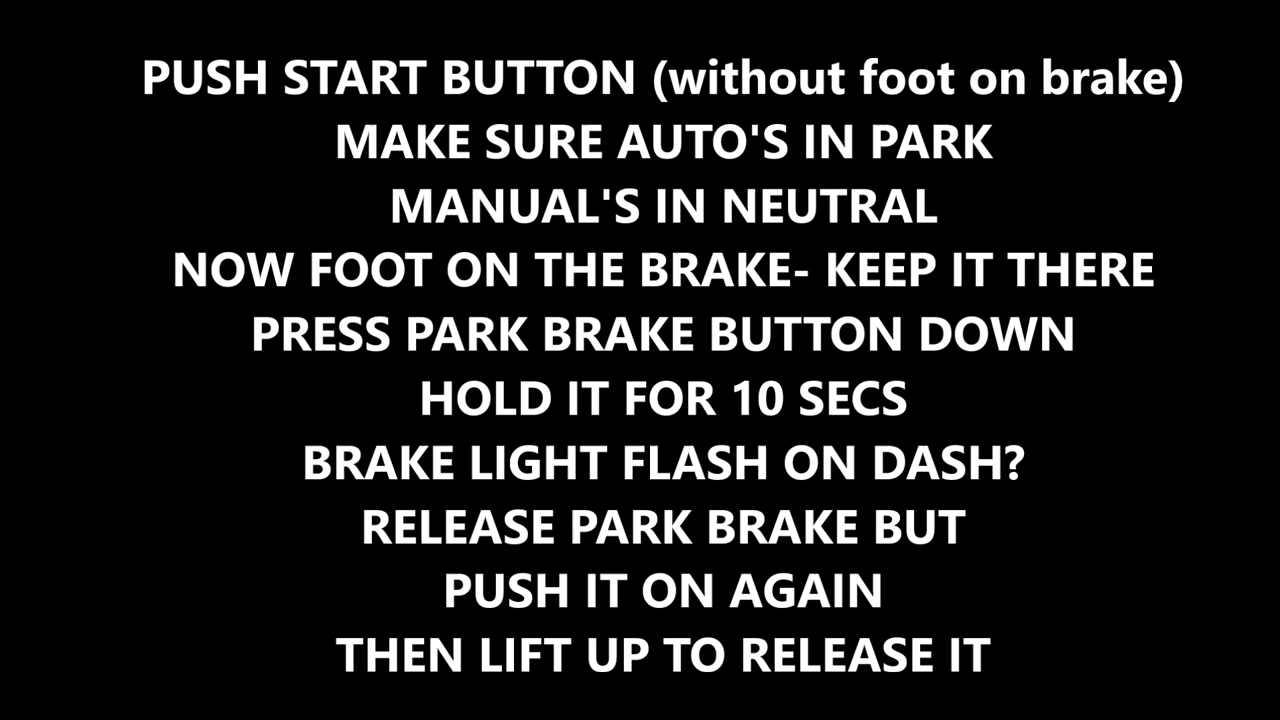 PUSH START BUTTON (without foot on brake)
MAKE SURE AUTO'S IN PARK
MANUAL'S IN NEUTRAL
NOW FOOT ON THE BRAKE- KEEP IT THERE
PRESS PARK BRAKE BUTTON DOWN
HOLD IT FOR 10 SECS
BRAKE LIGHT FLASH ON DASH?
RELEASE PARK BRAKE BUT
PUSH IT ON AGAIN
THEN LIFT UP TO RELEASE IT